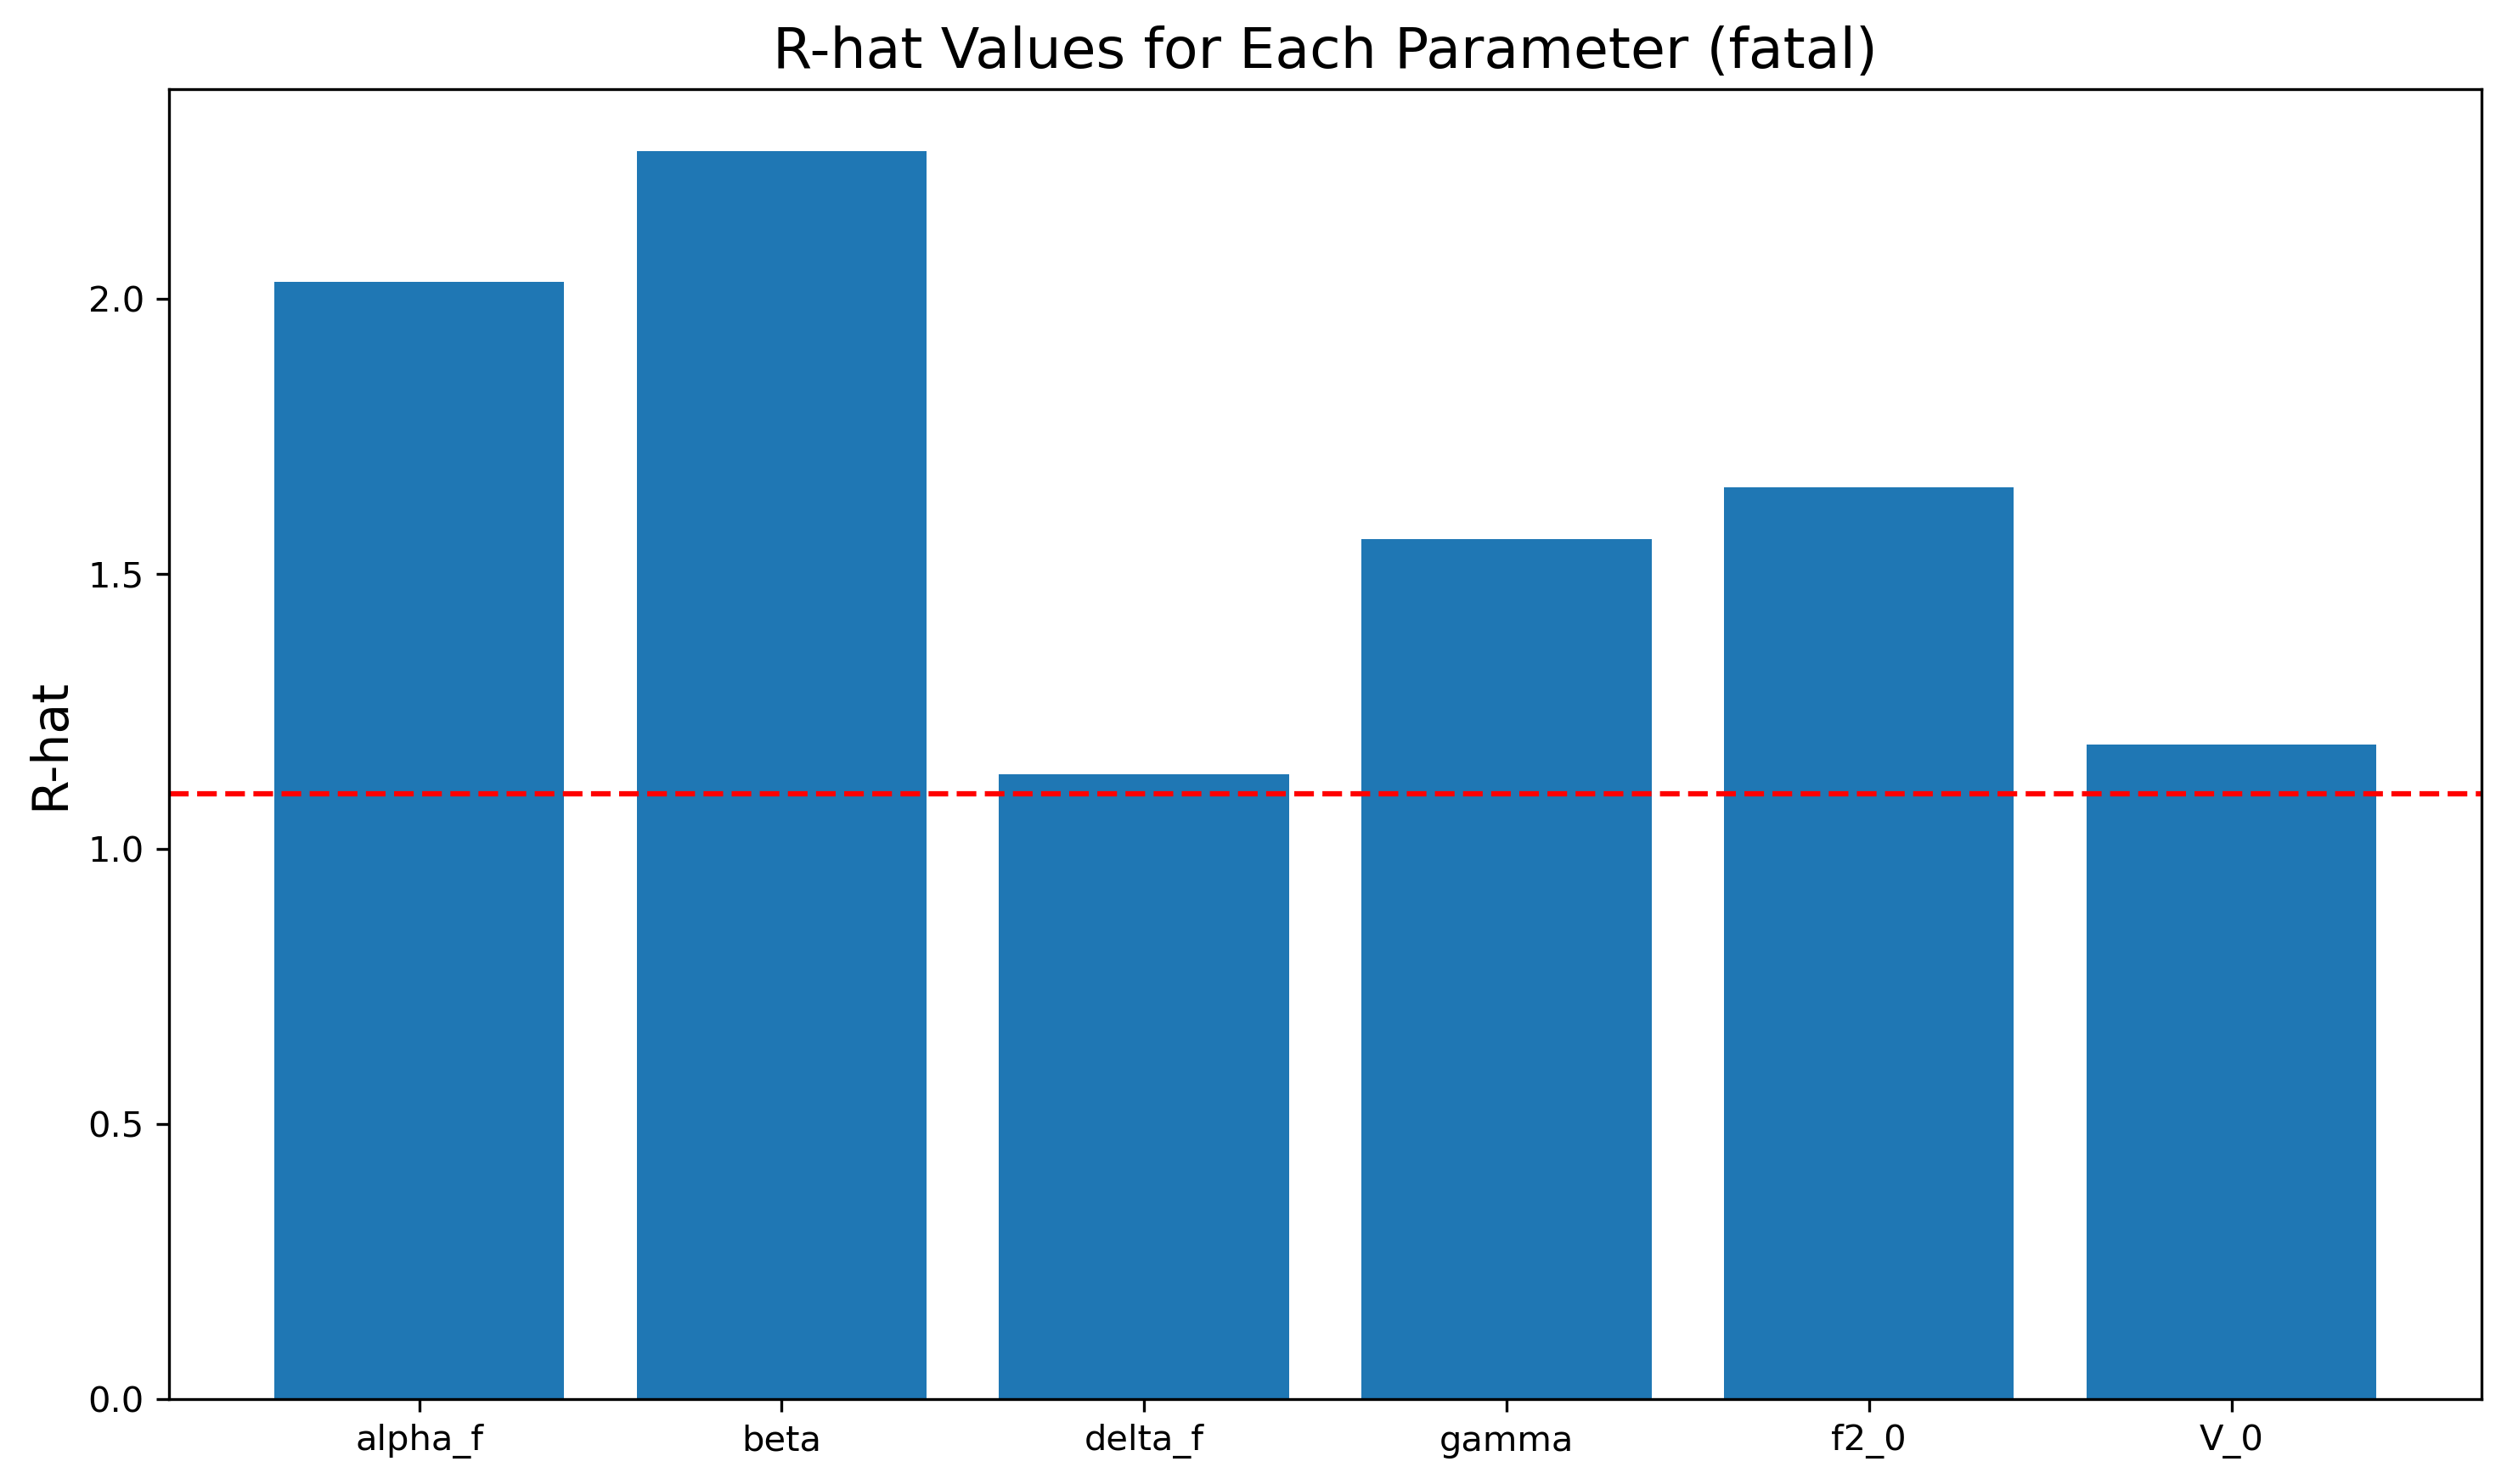 R-hat Values for Each Parameter (fatal)
R-hat
2.0
1.5
1.0
0.5
0.0
alpha_f beta delta_f gamma f2_0 V_0